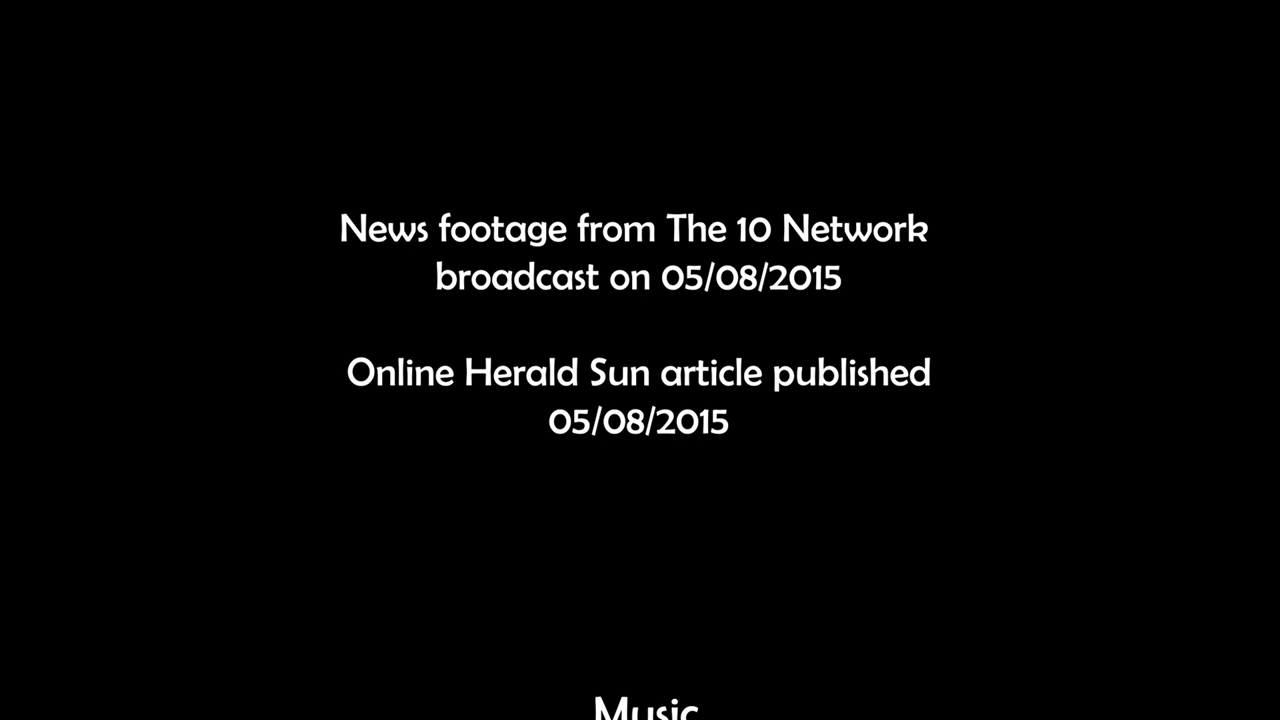 News footage from The 10 Network
broadcast on 05/08/2015
Online Herald Sun article published
05/08/2015
Music